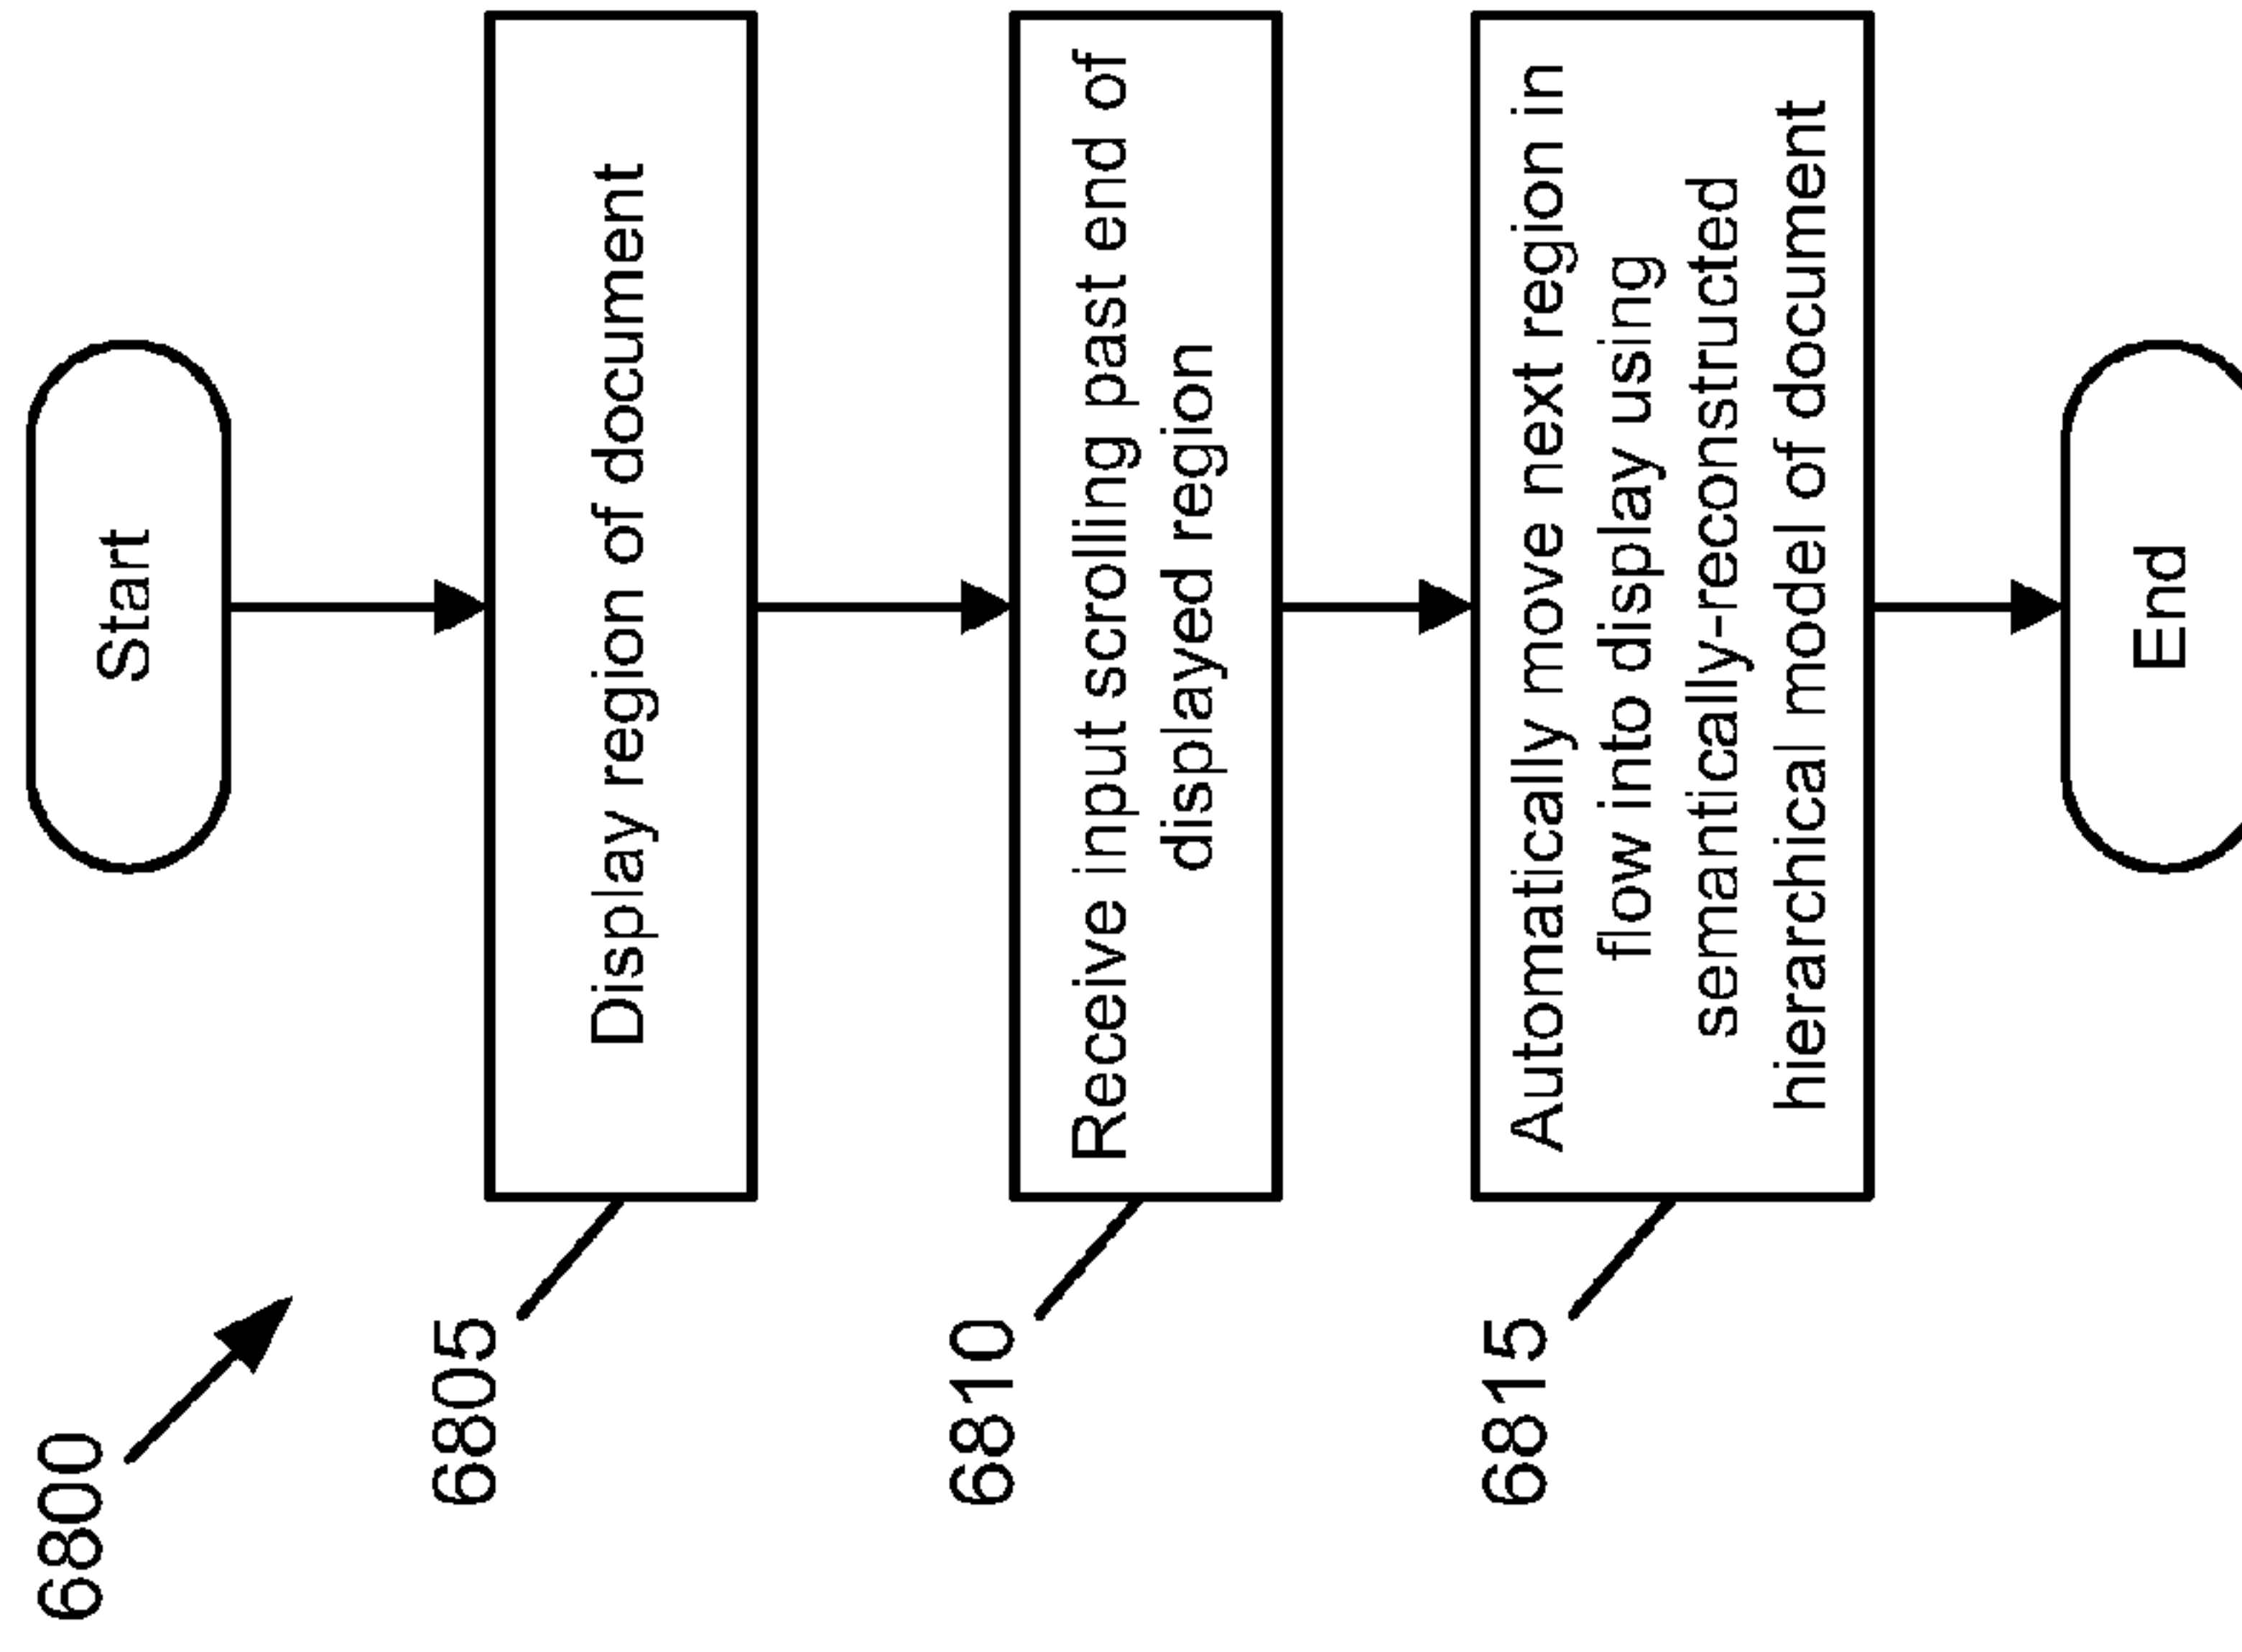 6800
Start
6805
Display region of document
6810
Receive input scrolling past end of
displayed region
6815
Automatically move next region in
flow into display using
semantically-reconstructed
hierarchical model of document
End